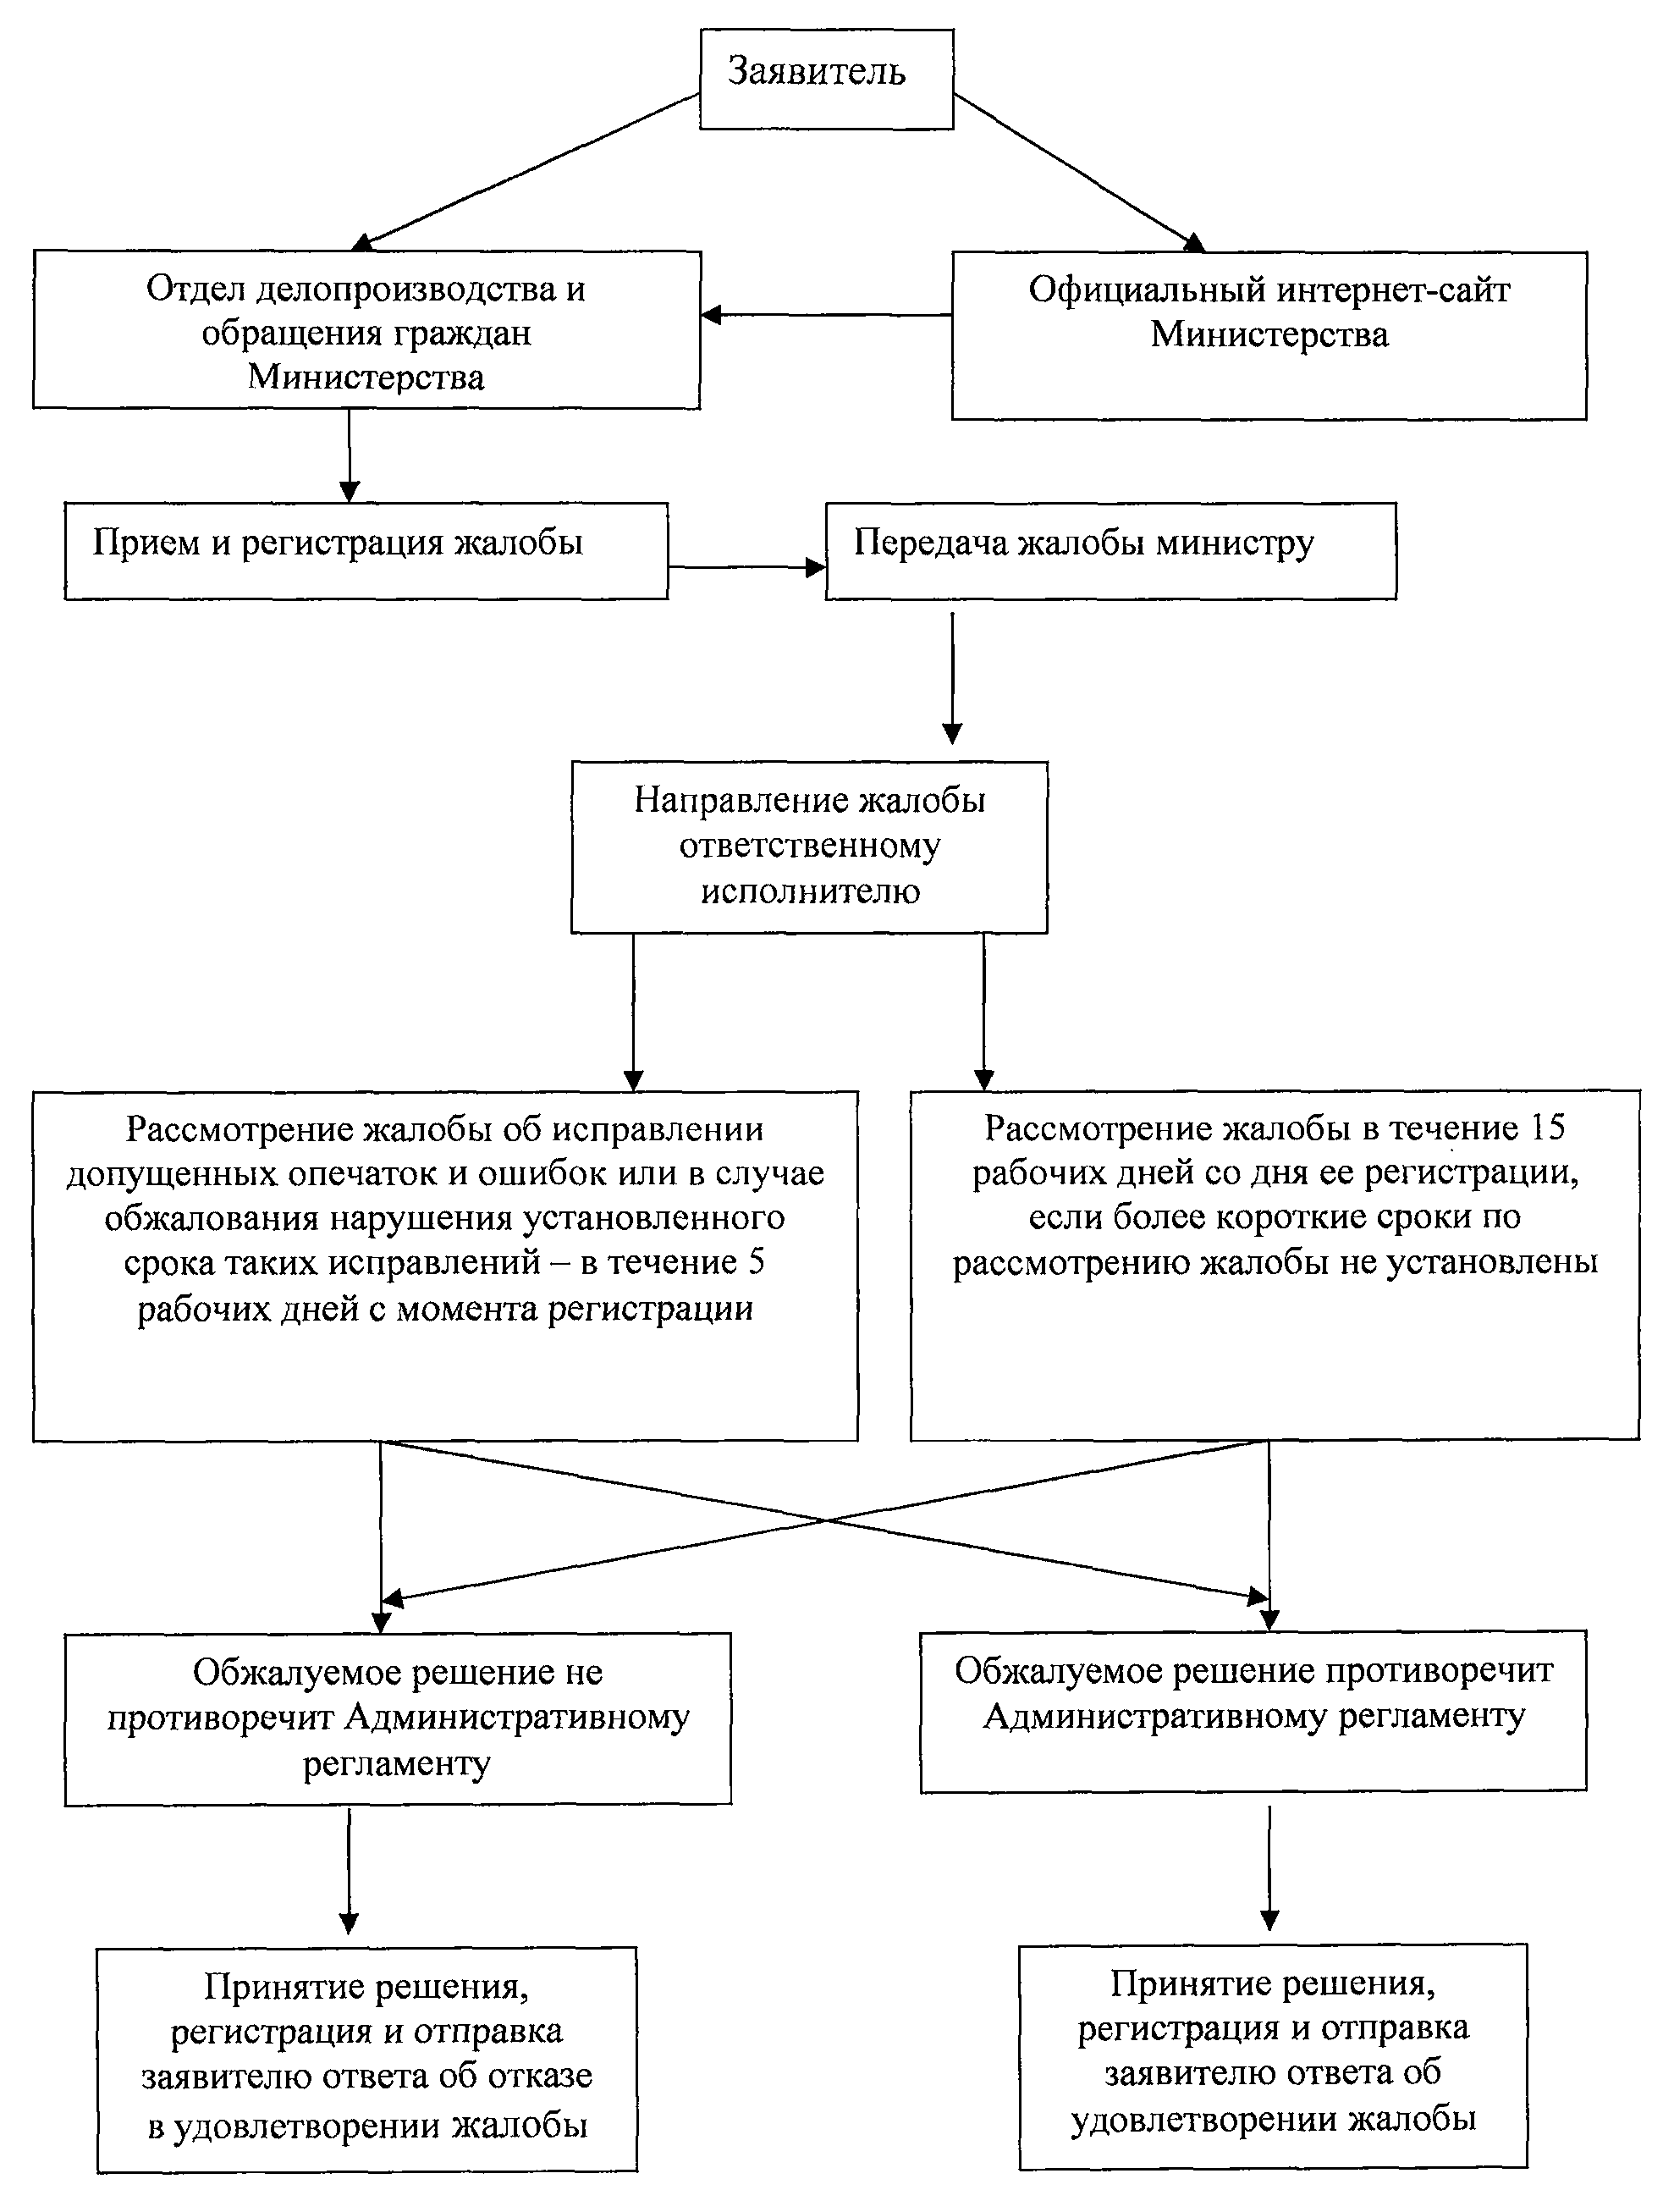 Заявитель
Отдел делопроизводства и
обращения граждан
Министерства
Официальный интернет-сайт
Министерства
Прием и регистрация жалобы
Передача жалобы министру
Направление жалобы
ответственному
исполнителю
Рассмотрение жалобы об исправлении
допущенных опечаток и ошибок или в случае
обжалования нарушения установленного
срока таких исправлений – в течение 5
рабочих дней с момента регистрации
Рассмотрение жалобы в течение 15
рабочих дней со дня ее регистрации,
если более короткие сроки по
рассмотрению жалобы не установлены
Обжалуемое решение не
противоречит Административному
регламенту
Обжалуемое решение противоречит
Административному регламенту
Принятие решения,
регистрация и отправка
заявителю ответа об отказе
в удовлетворении жалобы
Принятие решения,
регистрация и отправка
заявителю ответа об
удовлетворении жалобы